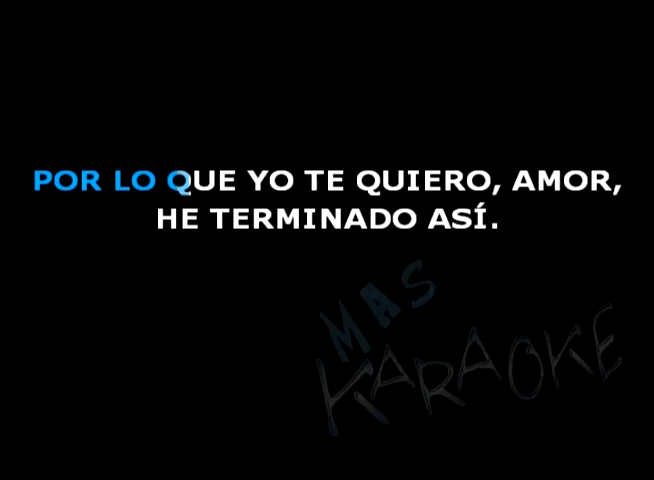 POR LO QUE YO TE QUIERO, AMOR,
HE TERMINADO ASÍ.
MAS
KARAOKE